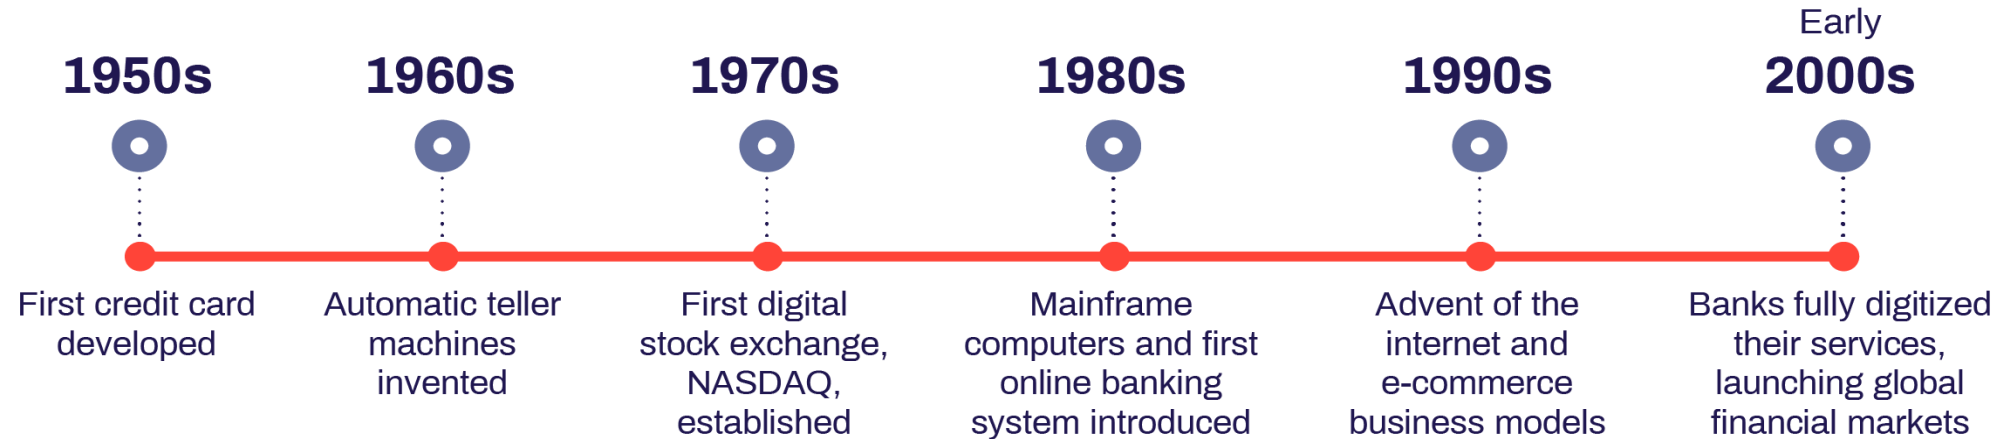 1950s
First credit card
developed
1960s
Automatic teller
machines
invented
1970s
First digital
stock exchange,
NASDAQ,
established
1980s
Mainframe
computers and first
online banking
system introduced
1990s
Advent of the
internet and
e-commerce
business models
Early
2000s
Banks fully digitized
their services,
launching global
financial markets